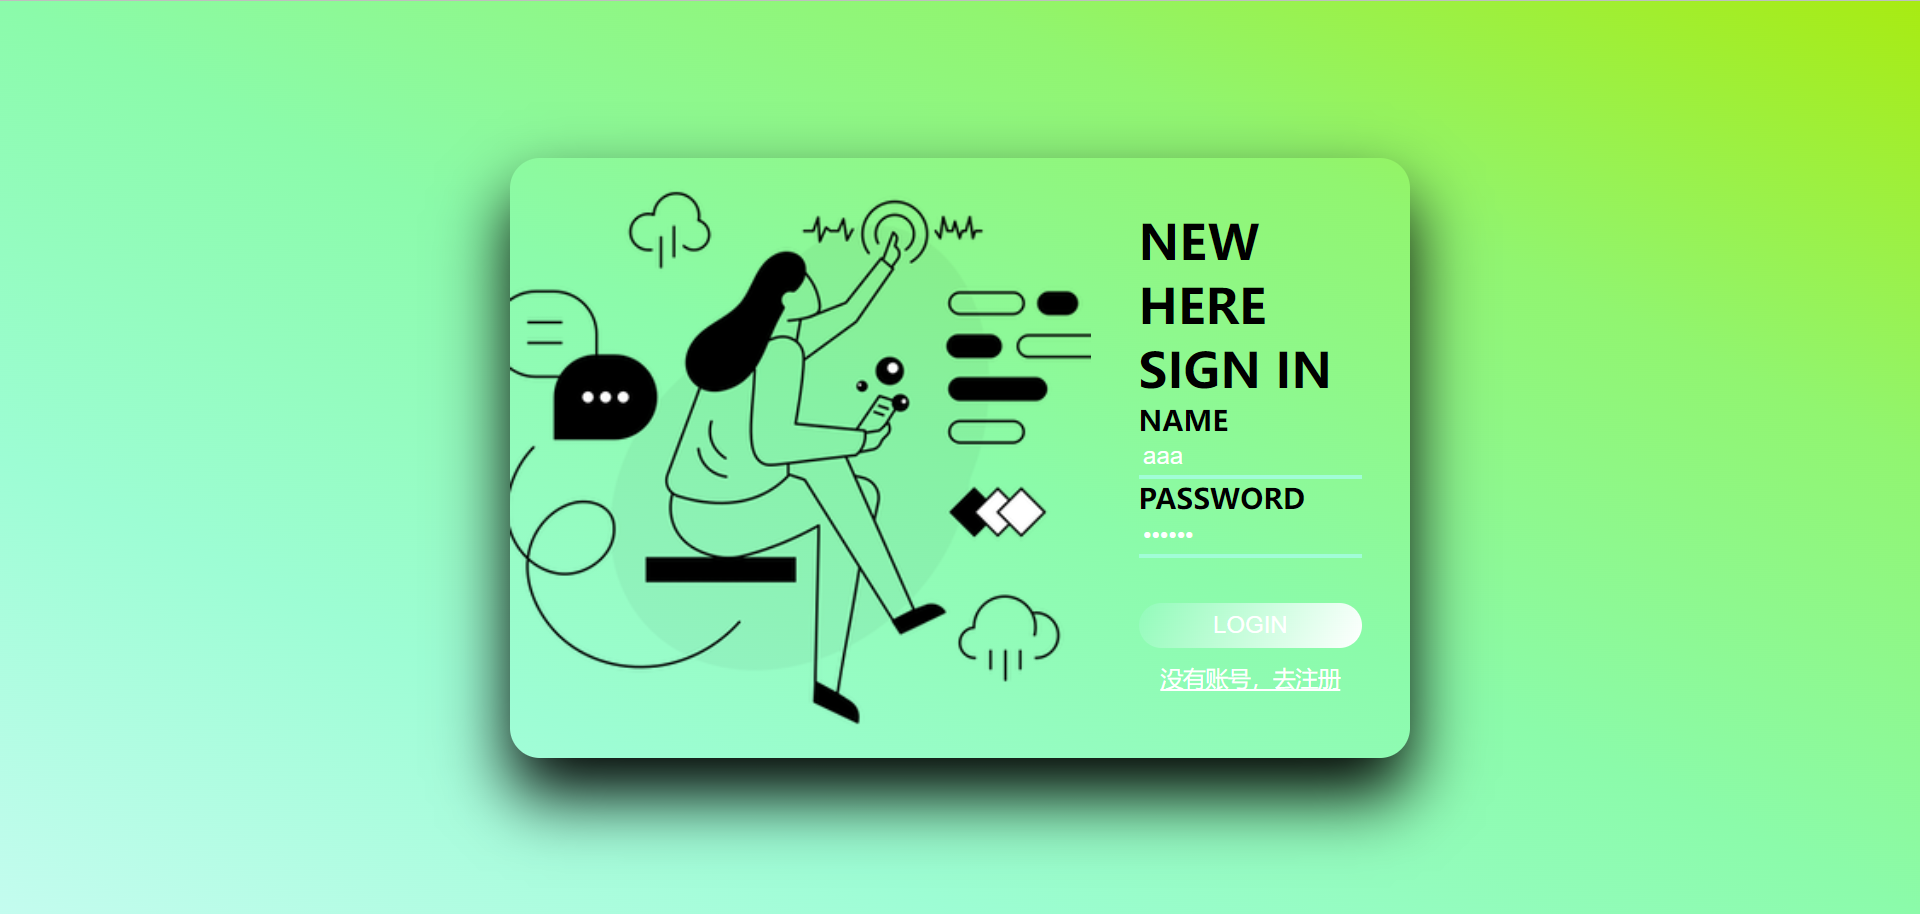 NEW
HERE
SIGN IN
NAME
aaa
PASSWORD
••••••
LOGIN
没有账号，去注册